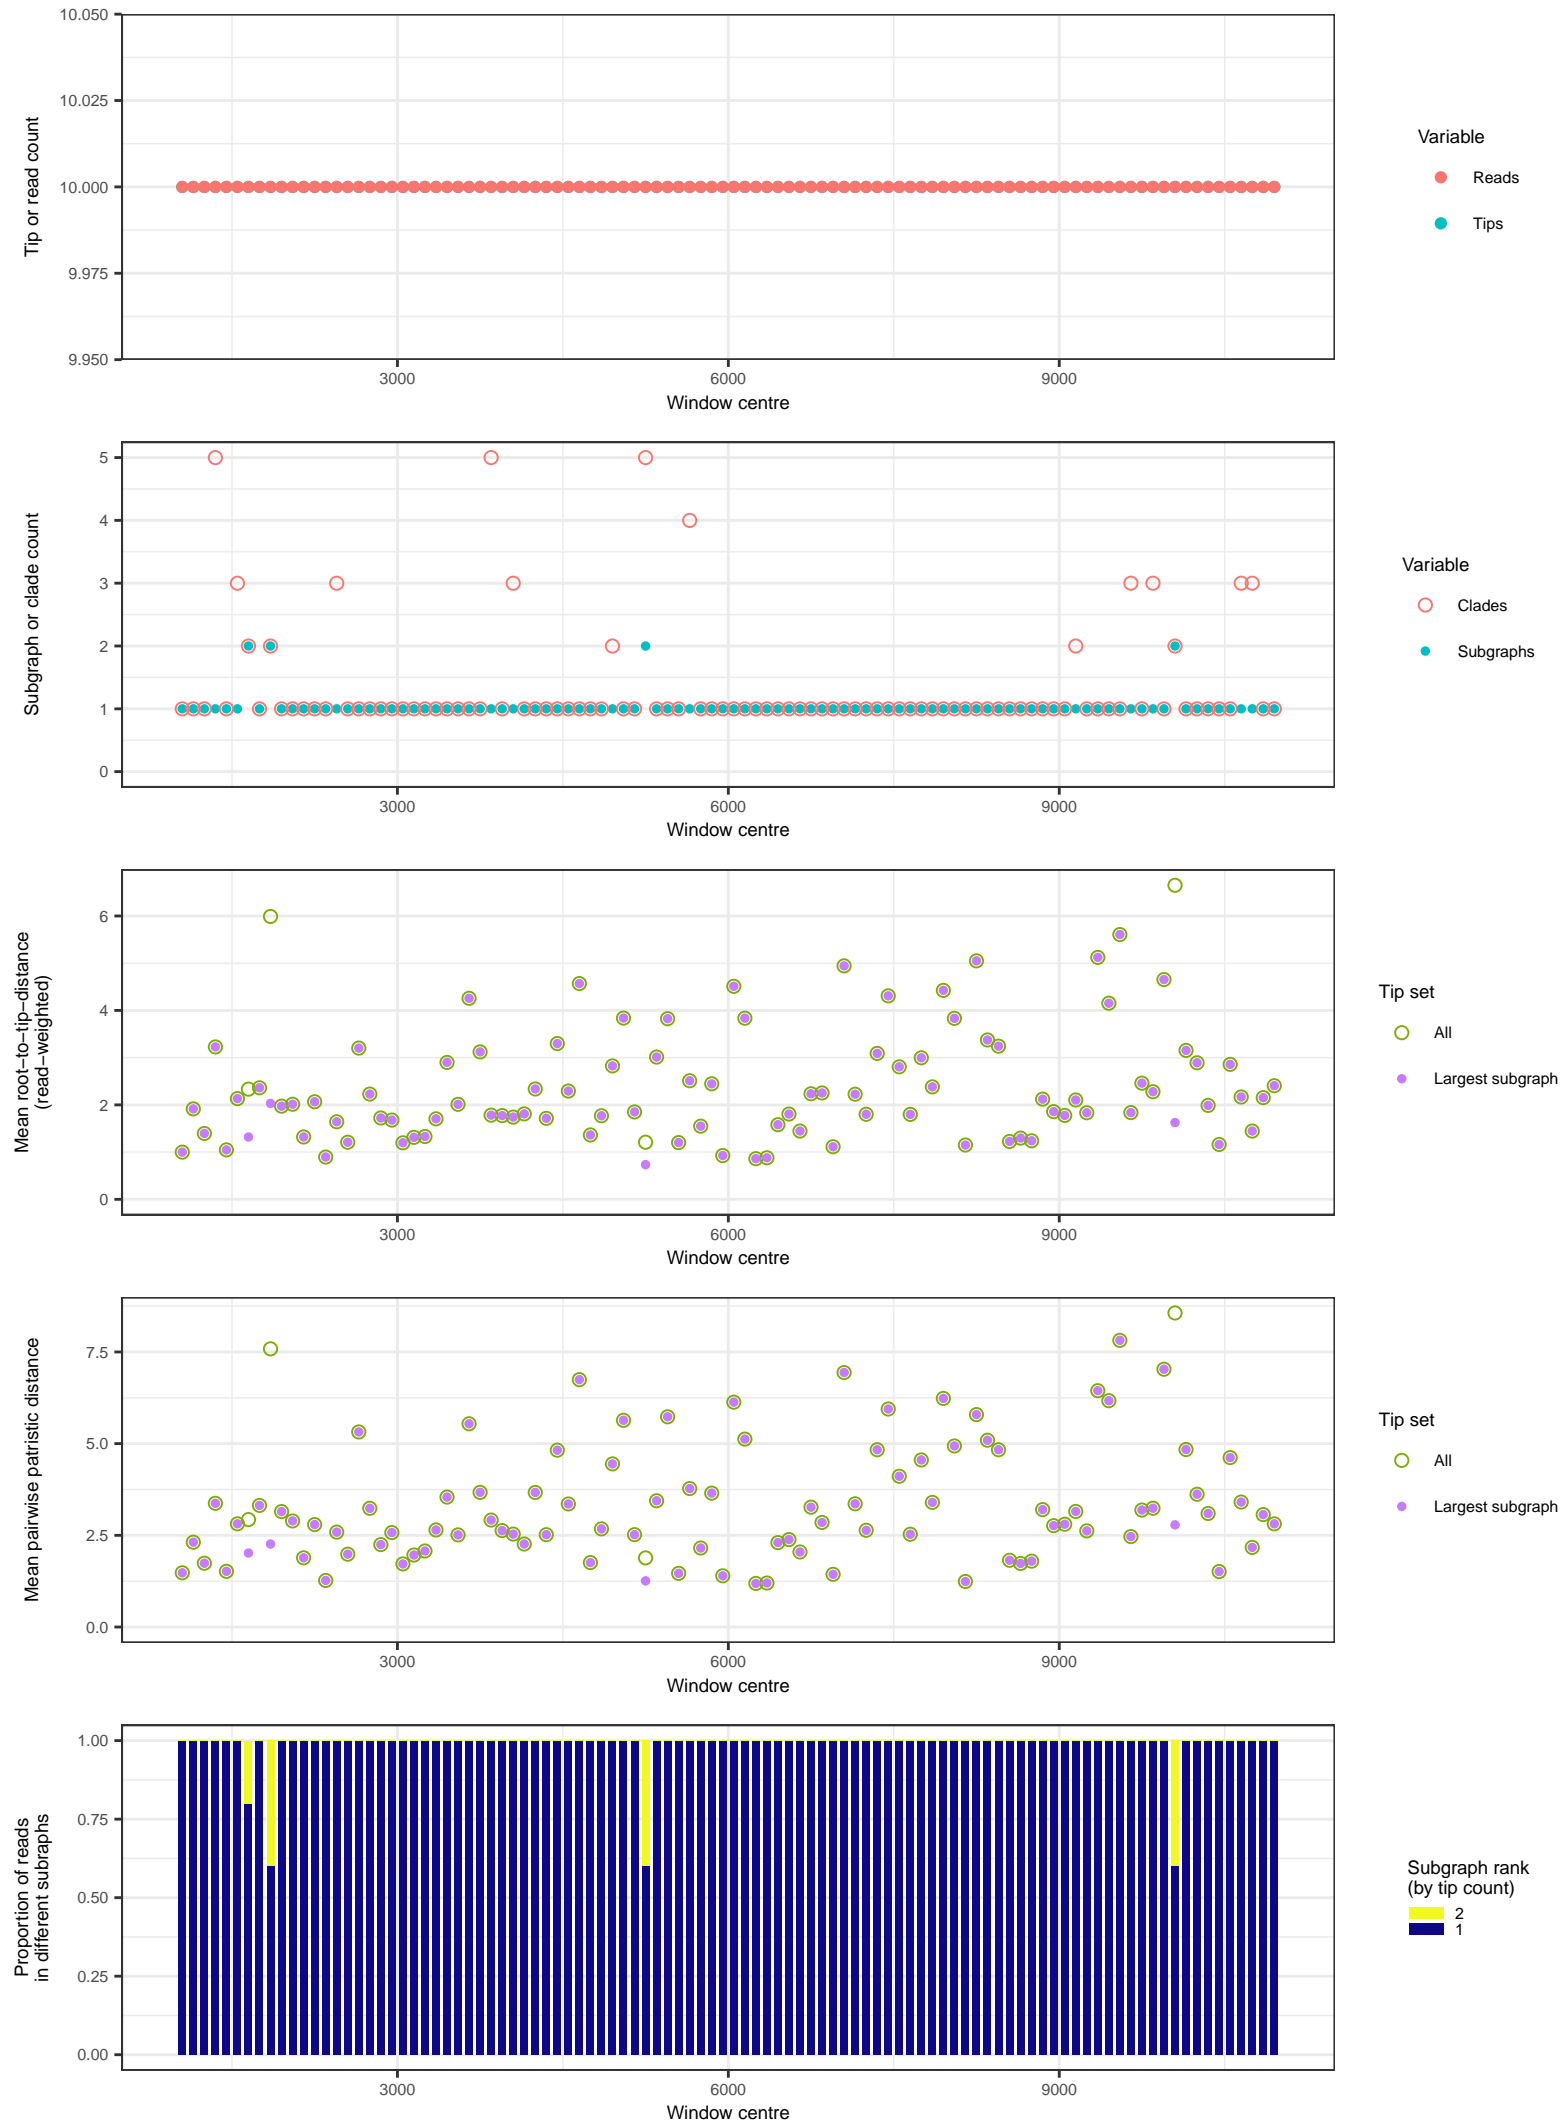 10.050
10.025
10.000
9.975
9.950
Tip or read count
3000 6000 9000
Window centre
Variable
Reads
Tips
5
4
3
2
1
0
Subgraph or clade count
3000 6000 9000
Window centre
Variable
Clades
Subgraphs
6
4
2
0
Mean root−to−tip−distance
(read−weighted)
3000 6000 9000
Window centre
Tip set
All
Largest subgraph
7.5
5.0
2.5
0.0
Mean pairwise patristic distance
3000 6000 9000
Window centre
Tip set
All
Largest subgraph
1.00
0.75
0.50
0.25
0.00
Proportion of reads
in different subraphs
3000 6000 9000
Window centre
Subgraph rank
(by tip count)
2
1